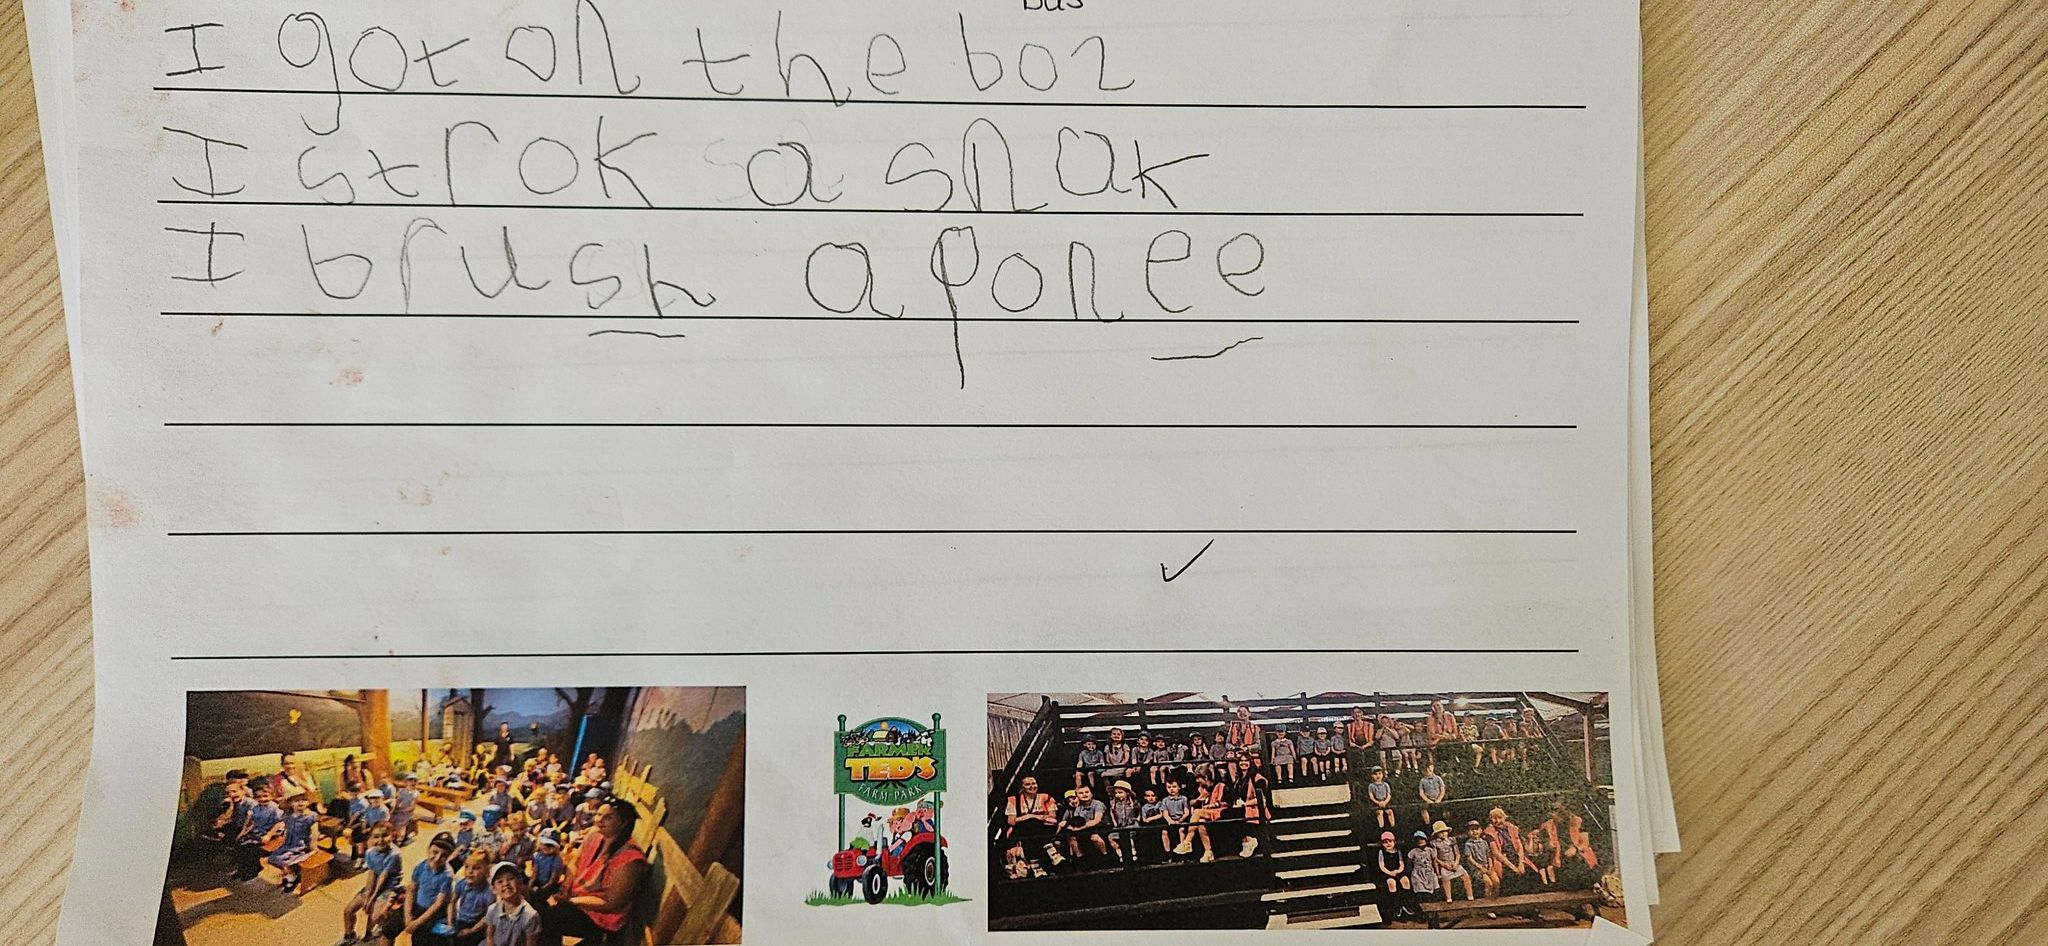 bus
I got on the boz
I strok a snak
I brush a ponee
FARMER
TED'S
FARM PARK